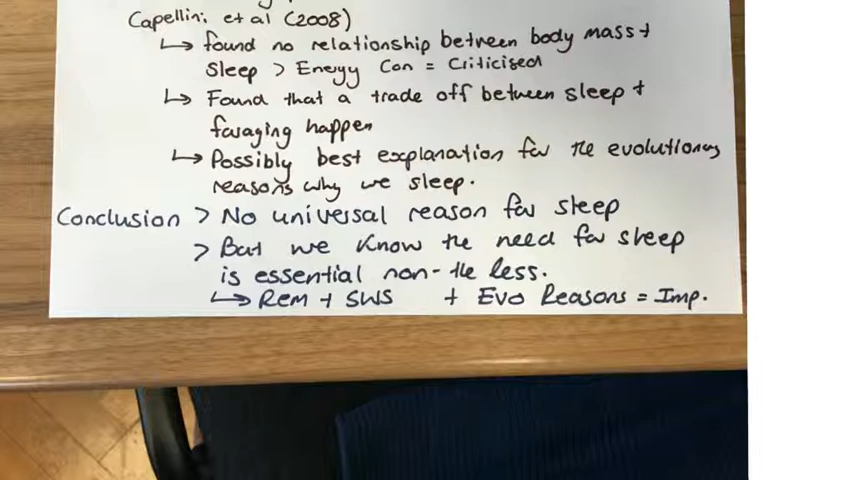 Capellini et al (2008)
↳ found no relationship between body mass +
Sleep > Energy Con = Criticised
↳ Found that a trade off between sleep +
foraging happen
↳ Possibly best explanation for the evolutionary
reasons why we sleep.
Conclusion > No universal reason for sleep
> But we know the need for sleep
is essential non-the less.
↳ Rem + SWS + Evo Reasons = Imp.